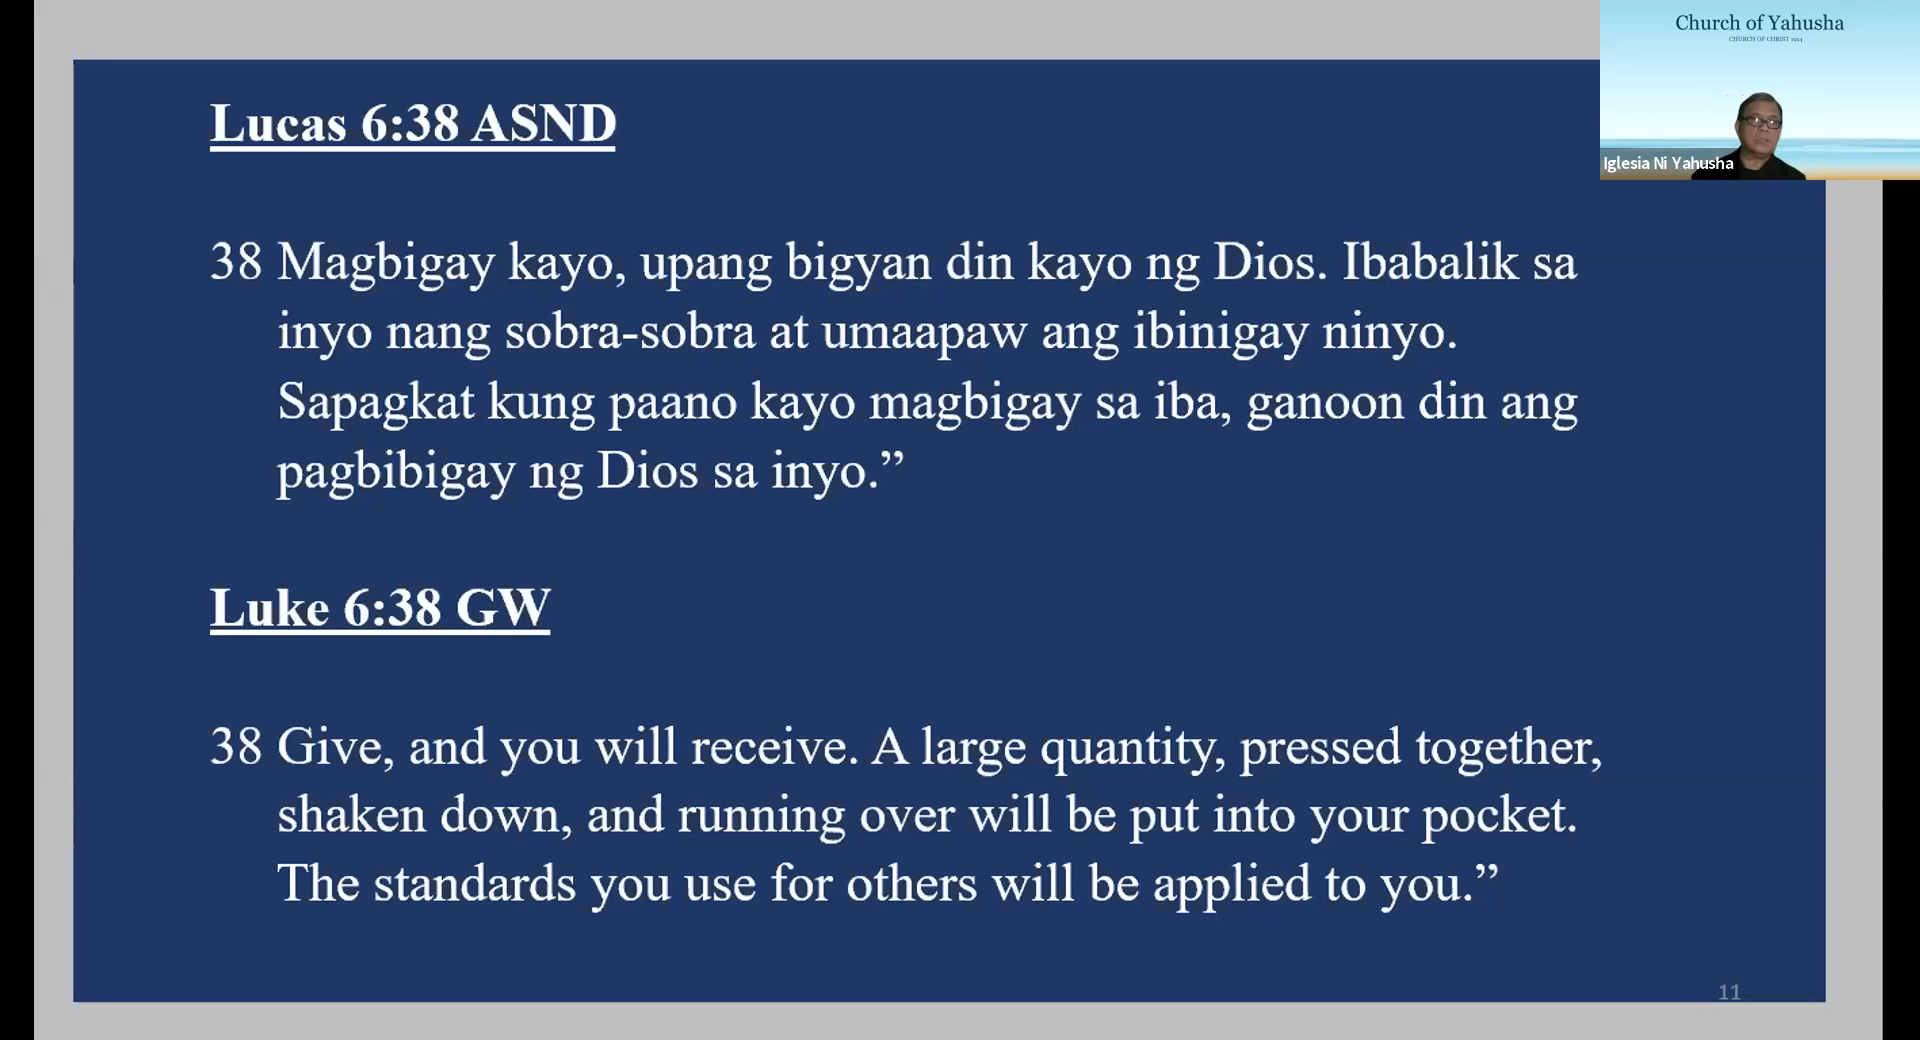 Church of Yahusha
CHURCH OF CHRIST 1914
Iglesia Ni Yahusha
Lucas 6:38 ASND
38 Magbigay kayo, upang bigyan din kayo ng Dios. Ibabalik sa
inyo nang sobra-sobra at umaapaw ang ibinigay ninyo.
Sapagkat kung paano kayo magbigay sa iba, ganoon din ang
pagbibigay ng Dios sa inyo.”
Luke 6:38 GW
38 Give, and you will receive. A large quantity, pressed together,
shaken down, and running over will be put into your pocket.
The standards you use for others will be applied to you.”
11